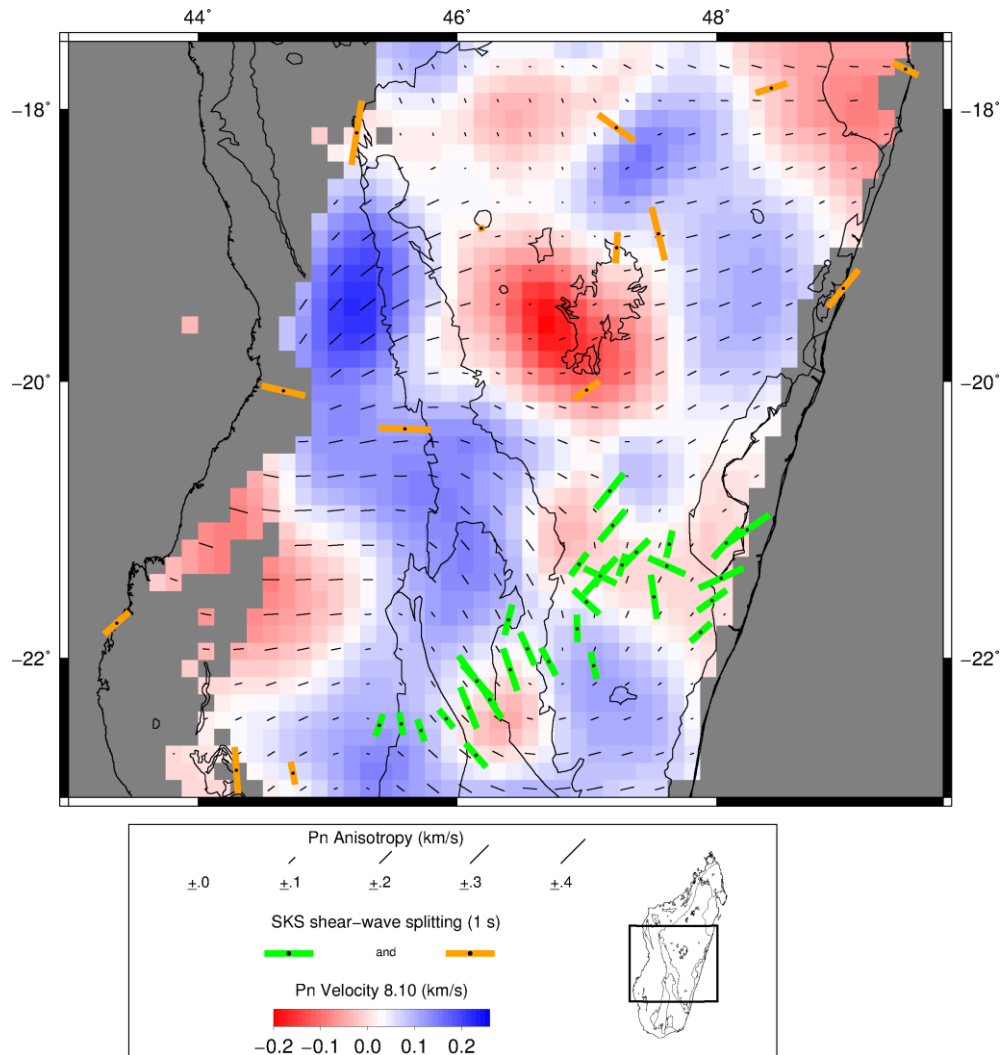 44° 46° 48°
−18 −18
−20 −20
−22 −22
Pn Anisotropy (km/s)
±.0 ±.1 ±.2 ±.3 ±.4
SKS shear−wave splitting (1 s)
and
Pn Velocity 8.10 (km/s)
−0.2 −0.1 0.0 0.1 0.2